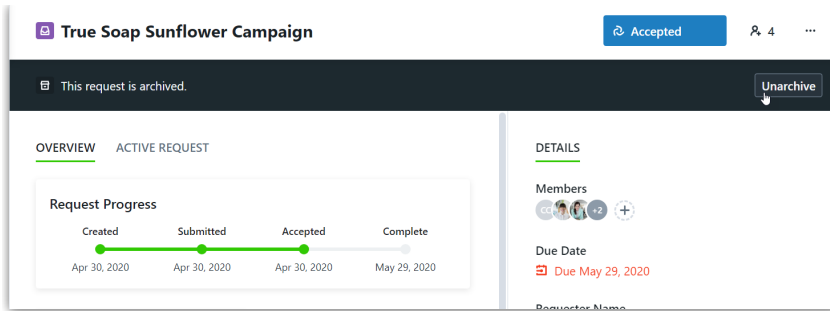 True Soap Sunflower Campaign
Accepted
4
This request is archived.
Unarchive
OVERVIEW ACTIVE REQUEST
Request Progress
Created Submitted Accepted Complete
Apr 30, 2020 Apr 30, 2020 Apr 30, 2020 May 29, 2020
DETAILS
Members
+2
Due Date
Due May 29, 2020
Requestor Name